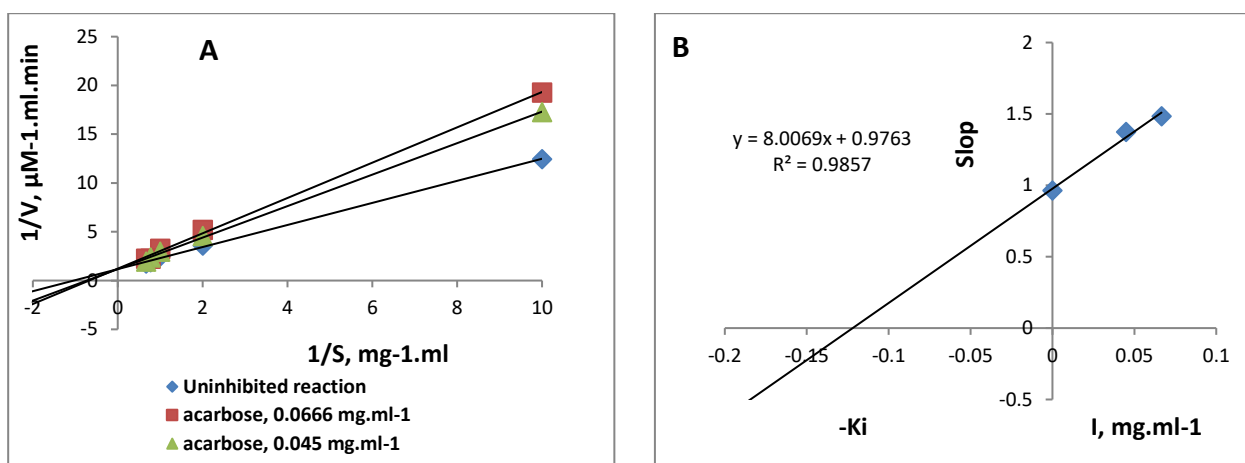 A
1/V, µM-1.ml.min
25
20
15
10
5
0
-5
-2
0
2
4
6
8
10
1/S, mg-1.ml
Uninhibited reaction
acarbose, 0.0666 mg.ml-1
acarbose, 0.045 mg.ml-1
B
y = 8.0069x + 0.9763
R² = 0.9857
Slop
2
1.5
1
0.5
0
-0.5
-0.2
-0.15
-0.1
-0.05
0
0.05
0.1
-Ki
I, mg.ml-1